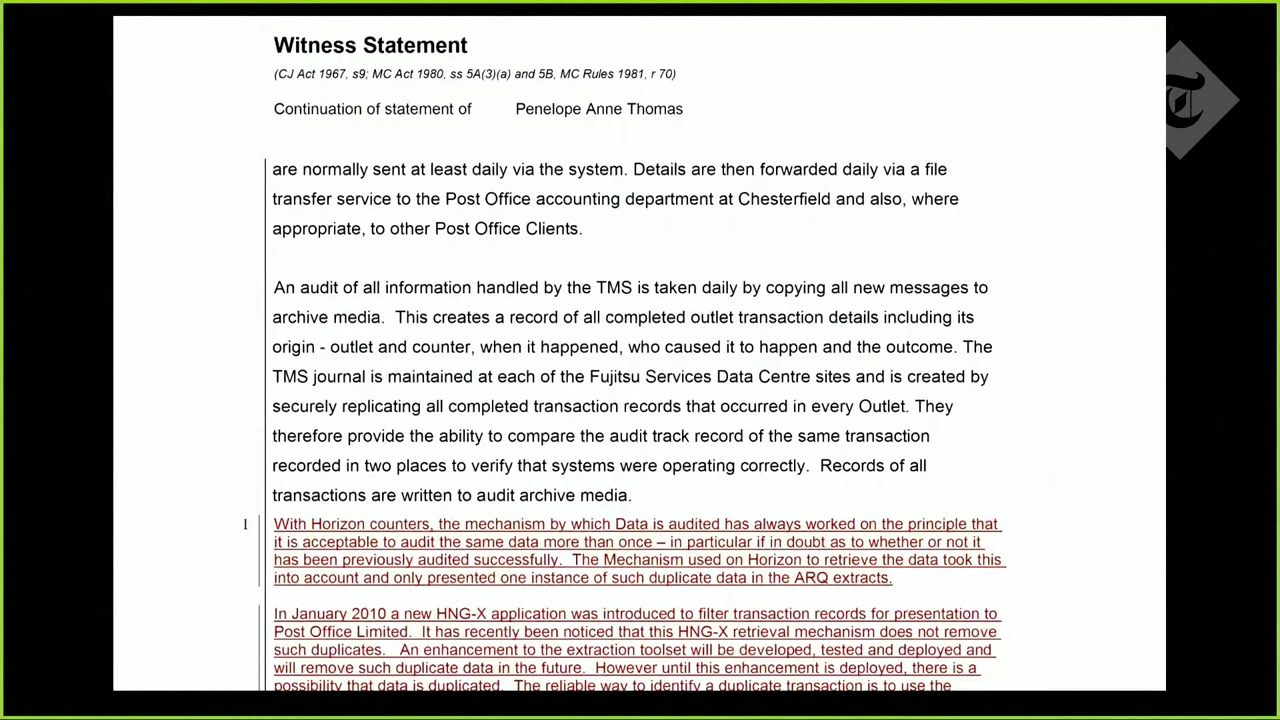 Witness Statement
(CJ Act 1967, s9; MC Act 1980, ss 5A(3)(a) and 5B, MC Rules 1981, r 70)
Continuation of statement of Penelope Anne Thomas
are normally sent at least daily via the system. Details are then forwarded daily via a file
transfer service to the Post Office accounting department at Chesterfield and also, where
appropriate, to other Post Office Clients.
An audit of all information handled by the TMS is taken daily by copying all new messages to
archive media.  This creates a record of all completed outlet transaction details including its
origin - outlet and counter, when it happened, who caused it to happen and the outcome. The
TMS journal is maintained at each of the Fujitsu Services Data Centre sites and is created by
securely replicating all completed transaction records that occurred in every Outlet. They
therefore provide the ability to compare the audit track record of the same transaction
recorded in two places to verify that systems were operating correctly.  Records of all
transactions are written to audit archive media.
1 With Horizon counters, the mechanism by which Data is audited has always worked on the principle that
it is acceptable to audit the same data more than once – in particular if in doubt as to whether or not it
has been previously audited successfully.  The Mechanism used on Horizon to retrieve the data took this
into account and only presented one instance of such duplicate data in the ARQ extracts.
In January 2010 a new HNG-X application was introduced to filter transaction records for presentation to
Post Office Limited.  It has recently been noticed that this HNG-X retrieval mechanism does not remove
such duplicates.  An enhancement to the extraction toolset will be developed, tested and deployed and
will remove such duplicate data in the future.  However until this enhancement is deployed, there is a
possibility that data is duplicated.  The reliable way to identify a duplicate transaction is to use the
T